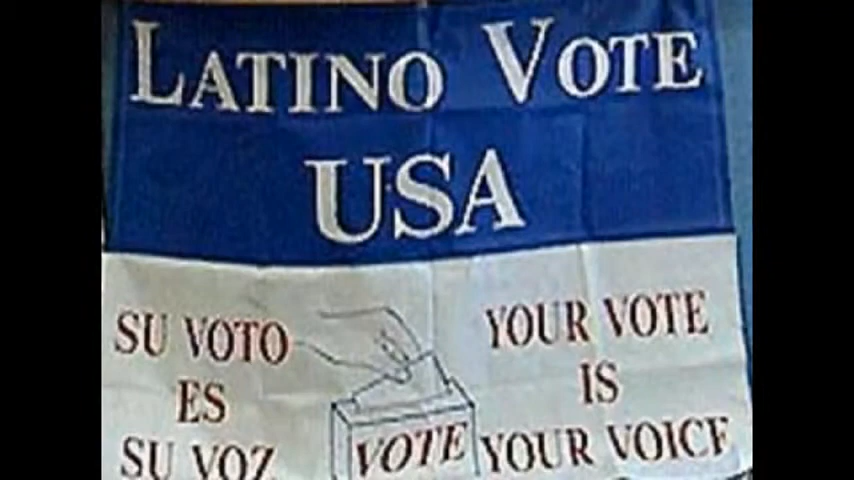 LATINO VOTE
USA
SU VOTO
ES
SU VOZ
VOTE
YOUR VOTE
IS
YOUR VOICE